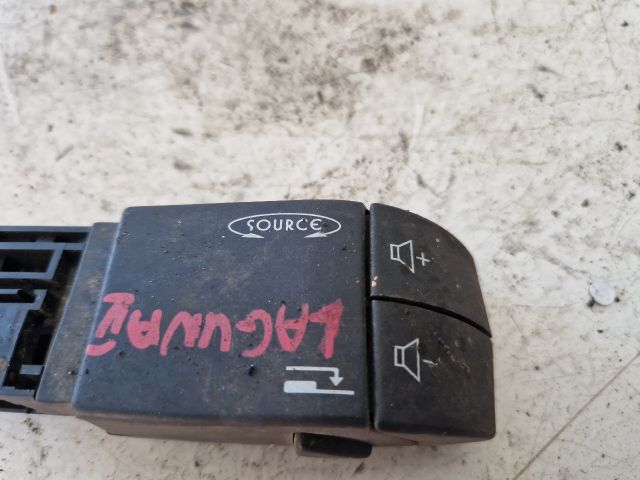 SOURCE
+
LAGUNA II
-